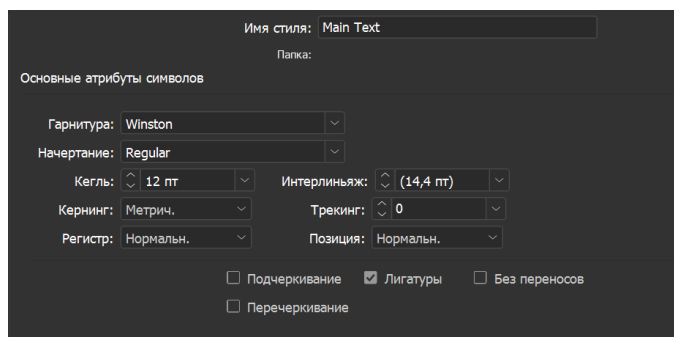 Имя стиля: Main Text
Папка:
Основные атрибуты символов
Гарнитура: Winston
Начертание: Regular
Кегль: 12 пт Интерлиньяж: (14,4 пт)
Кернинг: Метрич. Трекинг: 0
Регистр: Нормальн. Позиция: Нормальн.
Подчеркивание Лигатуры Без переносов
Перечеркивание